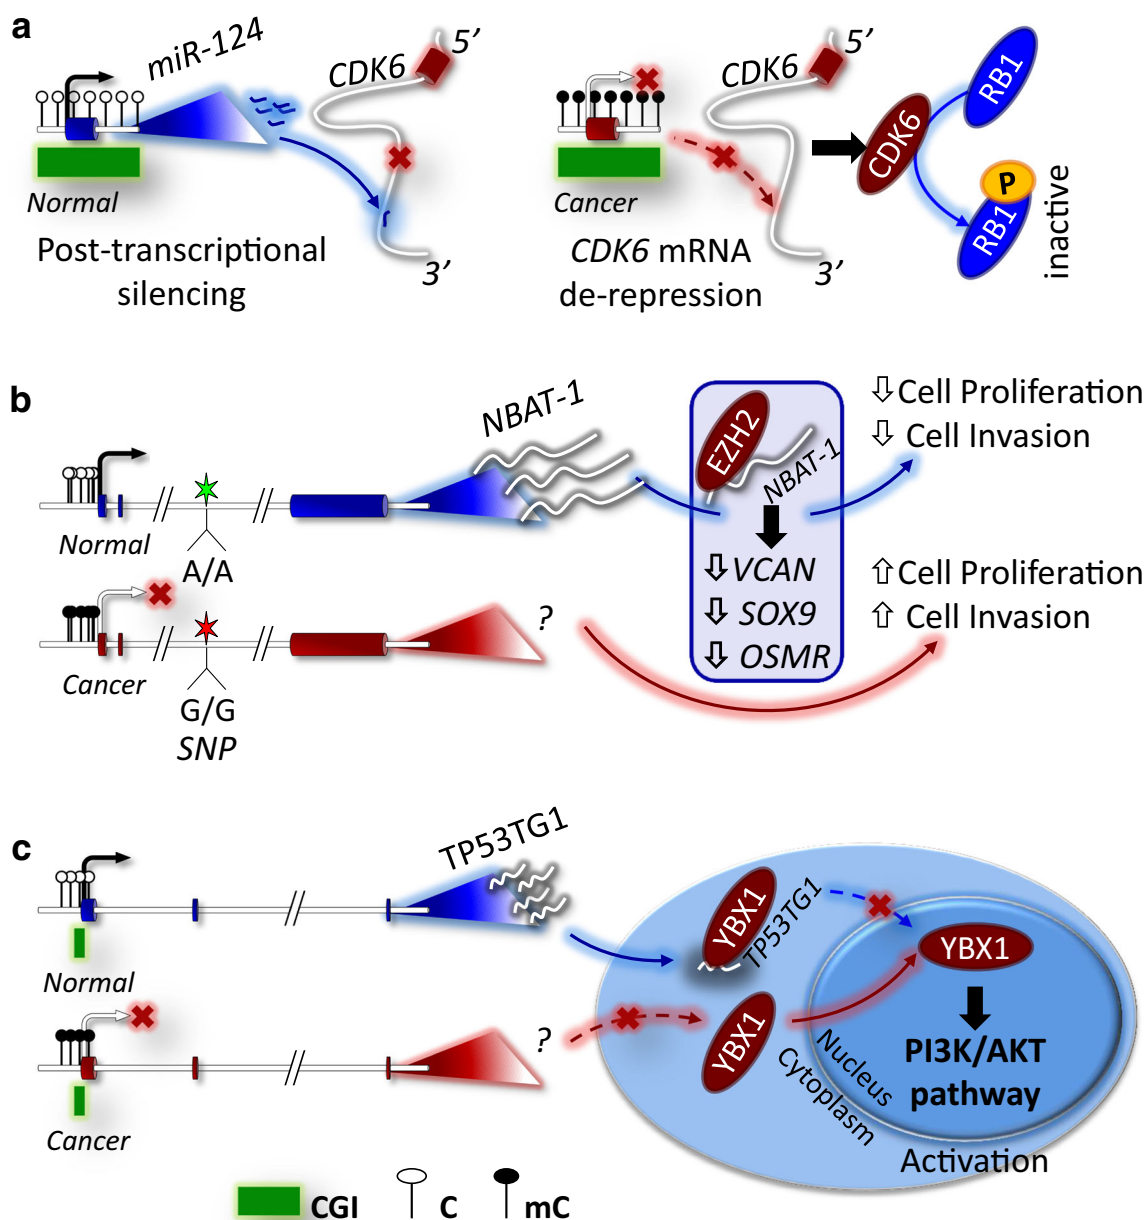 a
miR-124
CDK6
5’
Normal
Post-transcriptional
silencing
3’
CDK6
5’
Cancer
CDK6 mRNA
de-repression
3’
CDK6
RB1
P
RB1
inactive
b
NBAT-1
Normal
A/A
EZH2
NBAT-1
VCAN
SOX9
OSMR
⇩Cell Proliferation
⇩ Cell Invasion
Cancer
G/G
SNP
?
⇧Cell Proliferation
⇧ Cell Invasion
c
TP53TG1
Normal
YBX1
TP53TG1
YBX1
Cancer
?
YBX1
Nucleus
Cytoplasm
PI3K/AKT
pathway
Activation
CGI
C
mC